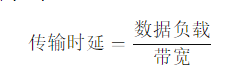 传输时延 = 数据负载 / 带宽